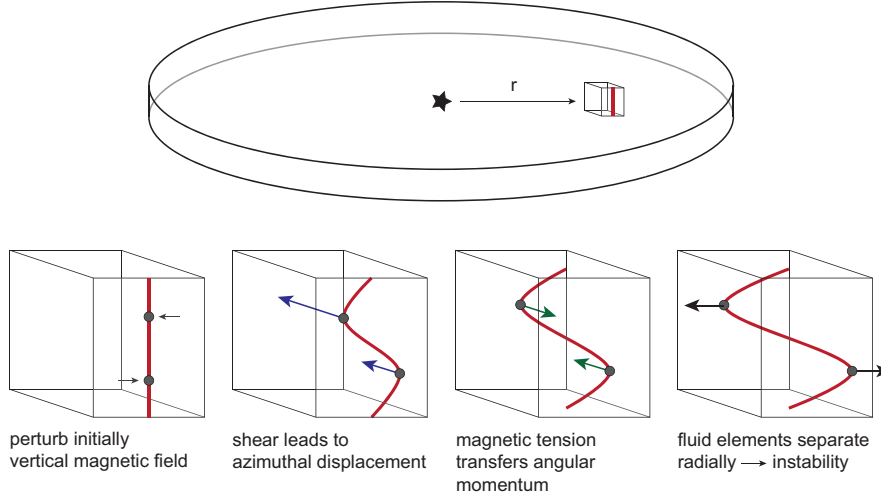 r
perturb initially
vertical magnetic field
shear leads to
azimuthal displacement
magnetic tension
transfers angular
momentum
fluid elements separate
radially → instability